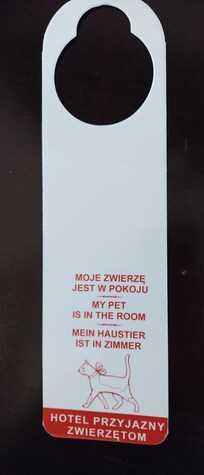 MOJE ZWIERZĘ
JEST W POKOJU
MY PET
IS IN THE ROOM
MEIN HAUSTIER
IST IN ZIMMER
HOTEL PRZYJAZNY
ZWIERZĘTOM